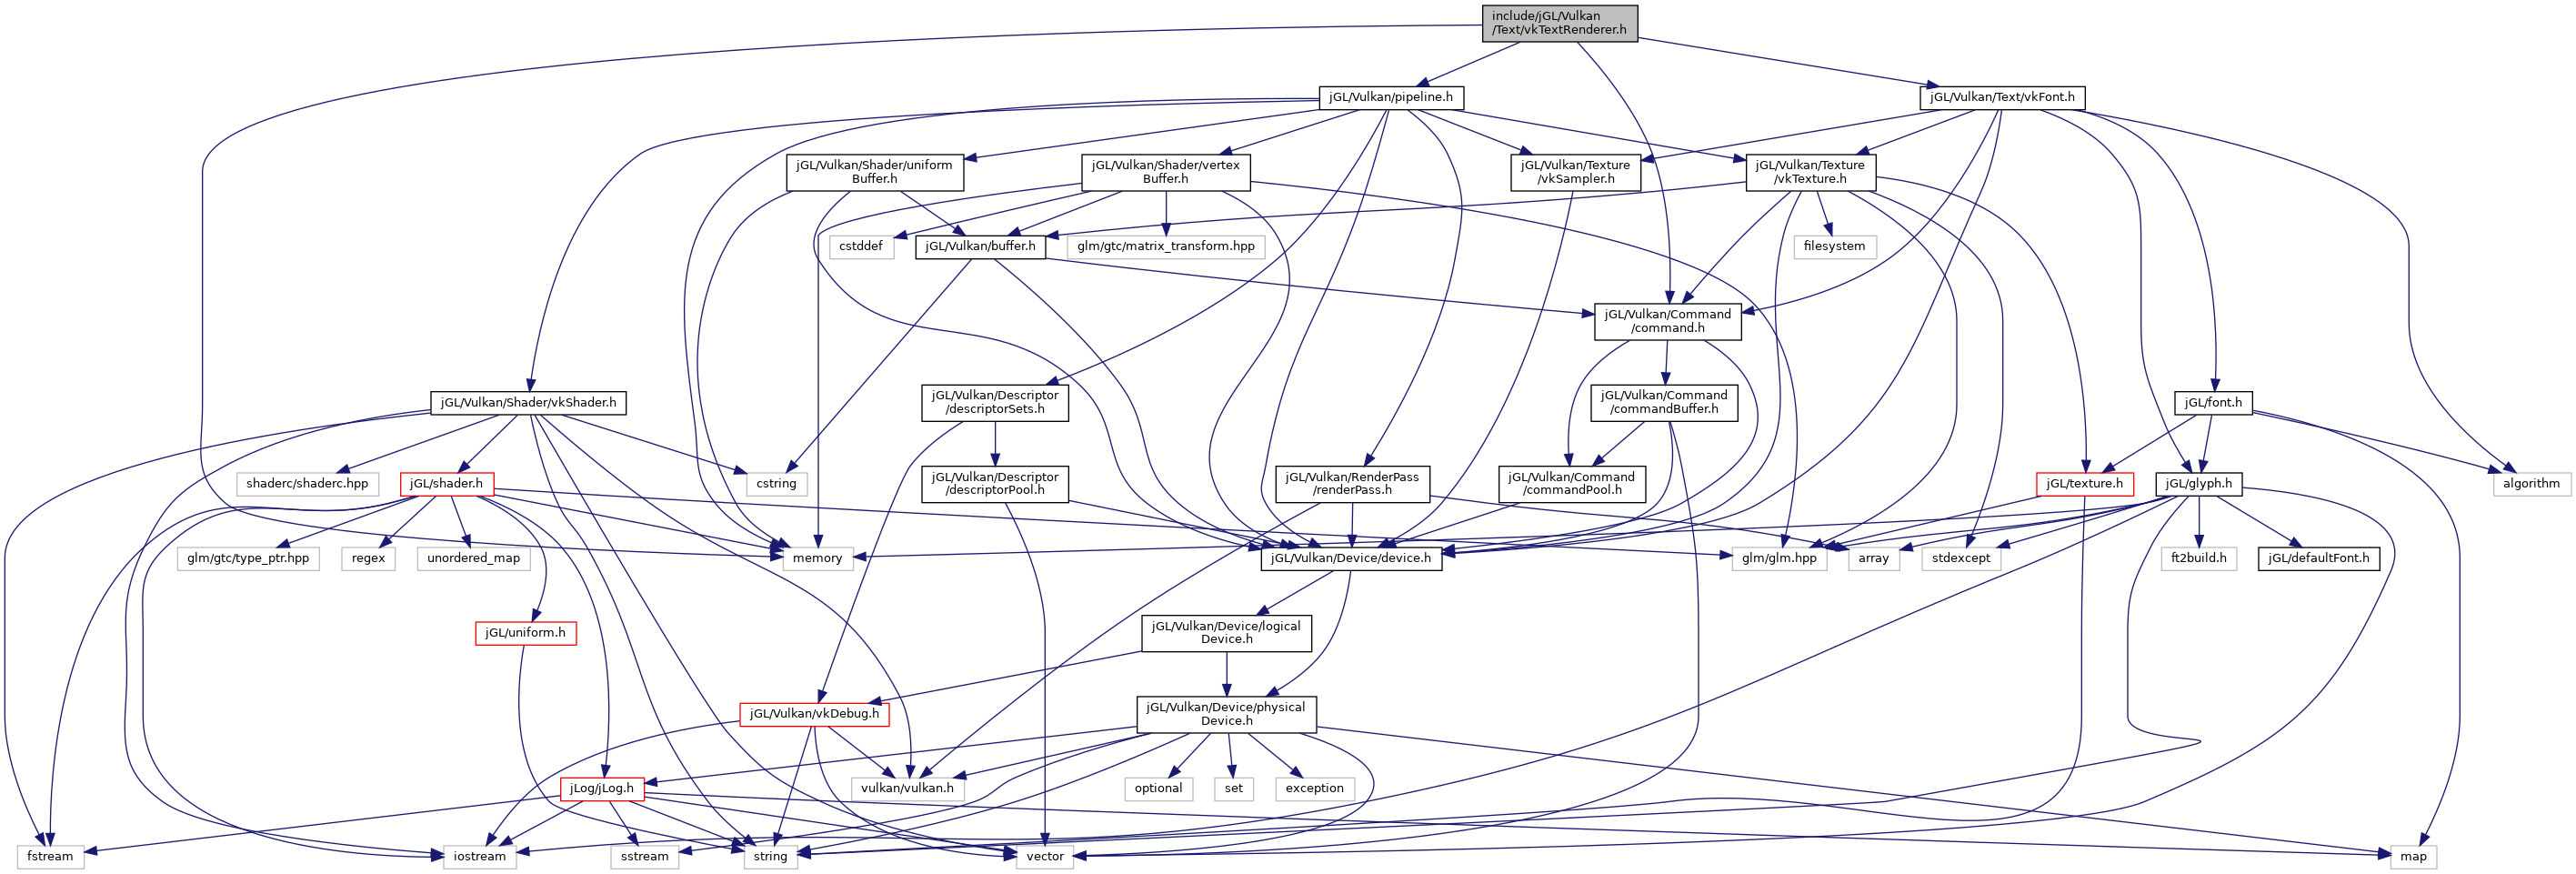 include/jGL/Vulkan
/Text/vkTextRenderer.h
jGL/Vulkan/pipeline.h
jGL/Vulkan/Text/vkFont.h
jGL/Vulkan/Shader/uniform
Buffer.h
jGL/Vulkan/Shader/vertex
Buffer.h
jGL/Vulkan/Texture
/vkSampler.h
jGL/Vulkan/Texture
/vkTexture.h
cstddef
jGL/Vulkan/buffer.h
glm/gtc/matrix_transform.hpp
filesystem
jGL/Vulkan/Command
/command.h
jGL/Vulkan/Shader/vkShader.h
jGL/Vulkan/Descriptor
/descriptorSets.h
jGL/Vulkan/Command
/commandBuffer.h
jGL/font.h
shaderc/shaderc.hpp
jGL/shader.h
cstring
jGL/Vulkan/Descriptor
/descriptorPool.h
jGL/Vulkan/RenderPass
/renderPass.h
jGL/Vulkan/Command
/commandPool.h
jGL/texture.h
jGL/glyph.h
algorithm
glm/gtc/type_ptr.hpp
regex
unordered_map
memory
jGL/Vulkan/Device/device.h
glm/glm.hpp
array
stdexcept
ft2build.h
jGL/defaultFont.h
jGL/uniform.h
jGL/Vulkan/Device/logical
Device.h
jGL/Vulkan/vkDebug.h
jGL/Vulkan/Device/physical
Device.h
jLog/jLog.h
vulkan/vulkan.h
optional
set
exception
fstream
iostream
sstream
string
vector
map